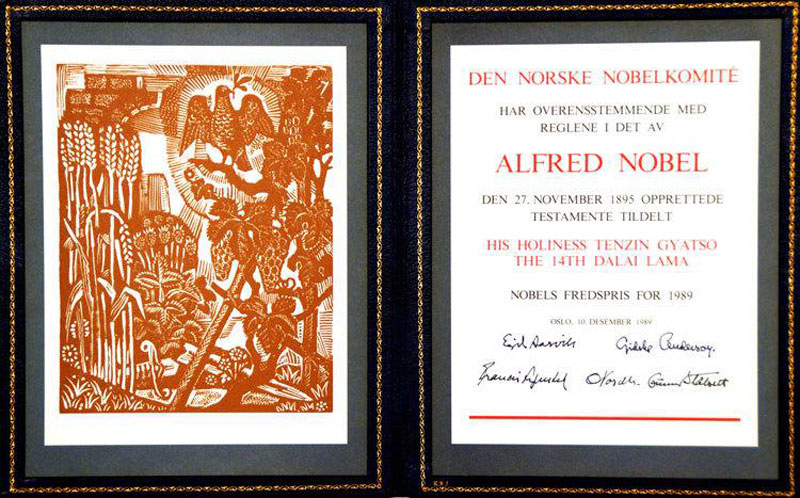 DEN NORSKE NOBELKOMITÉ
HAR OVERENSSTEMMENDE MED
REGLENE I DET AV
ALFRED NOBEL
DEN 27. NOVEMBER 1895 OPPRETTEDE
TESTAMENTE TILDELT
HIS HOLINESS TENZIN GYATSO
THE 14TH DALAI LAMA
NOBELS FREDSPRIS FOR 1989
OSLO, 10. DESEMBER 1989